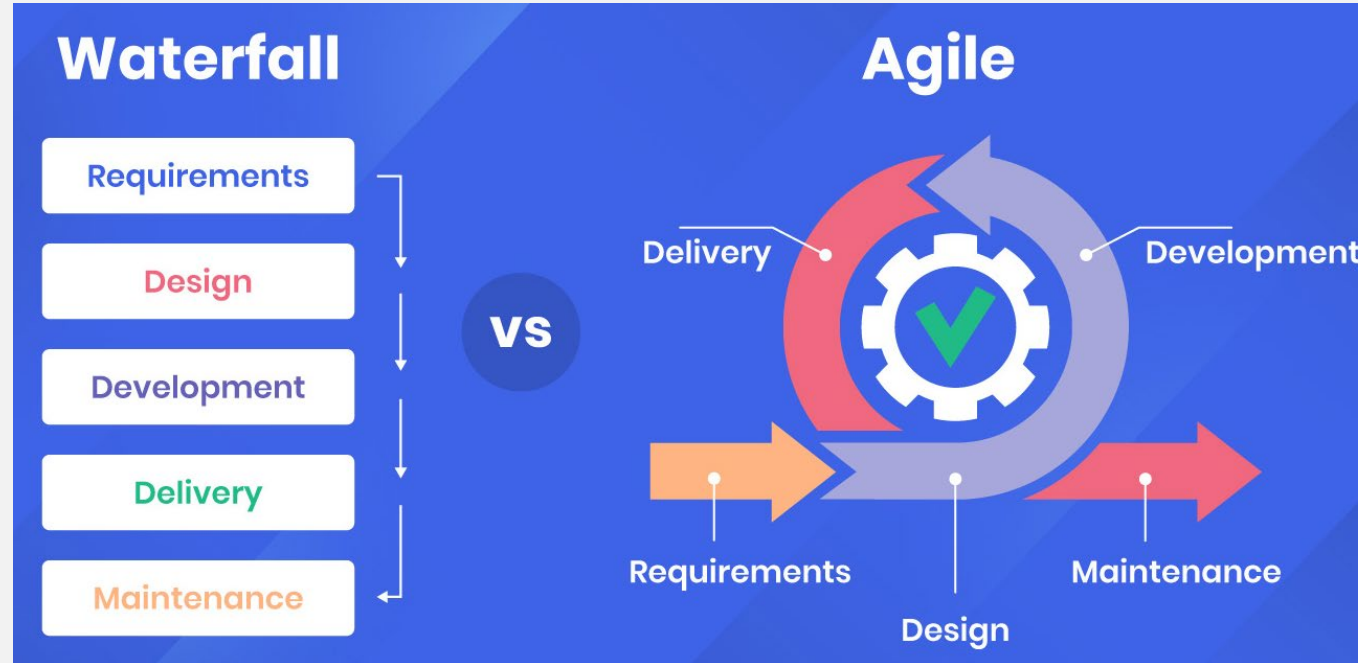 Waterfall
Requirements
Design
Development
Delivery
Maintenance
VS
Agile
Delivery
Development
Requirements
Design
Maintenance